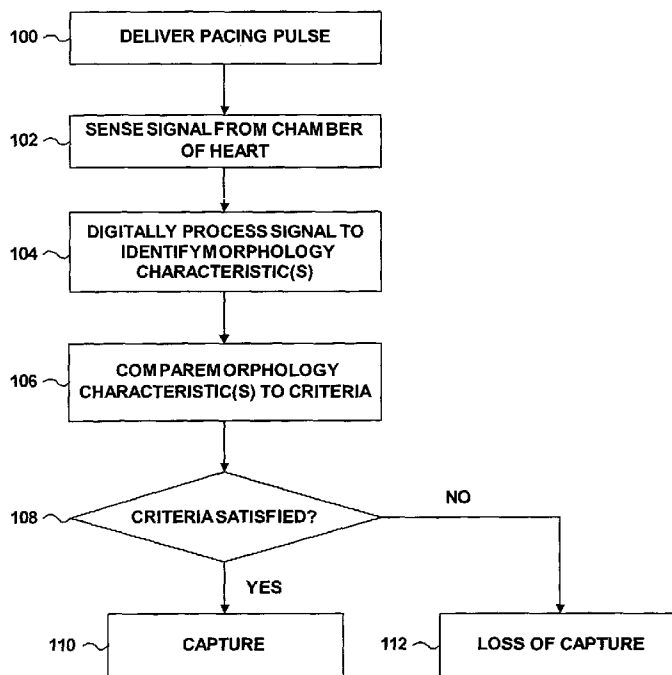 100
DELIVER PACING PULSE
102
SENSE SIGNAL FROM CHAMBER
OF HEART
104
DIGITALLY PROCESS SIGNAL TO
IDENTIFY MORPHOLOGY
CHARACTERISTIC(S)
106
COMPARE MORPHOLOGY
CHARACTERISTIC(S) TO CRITERIA
108
CRITERIA SATISFIED?
NO
YES
110
CAPTURE
112
LOSS OF CAPTURE